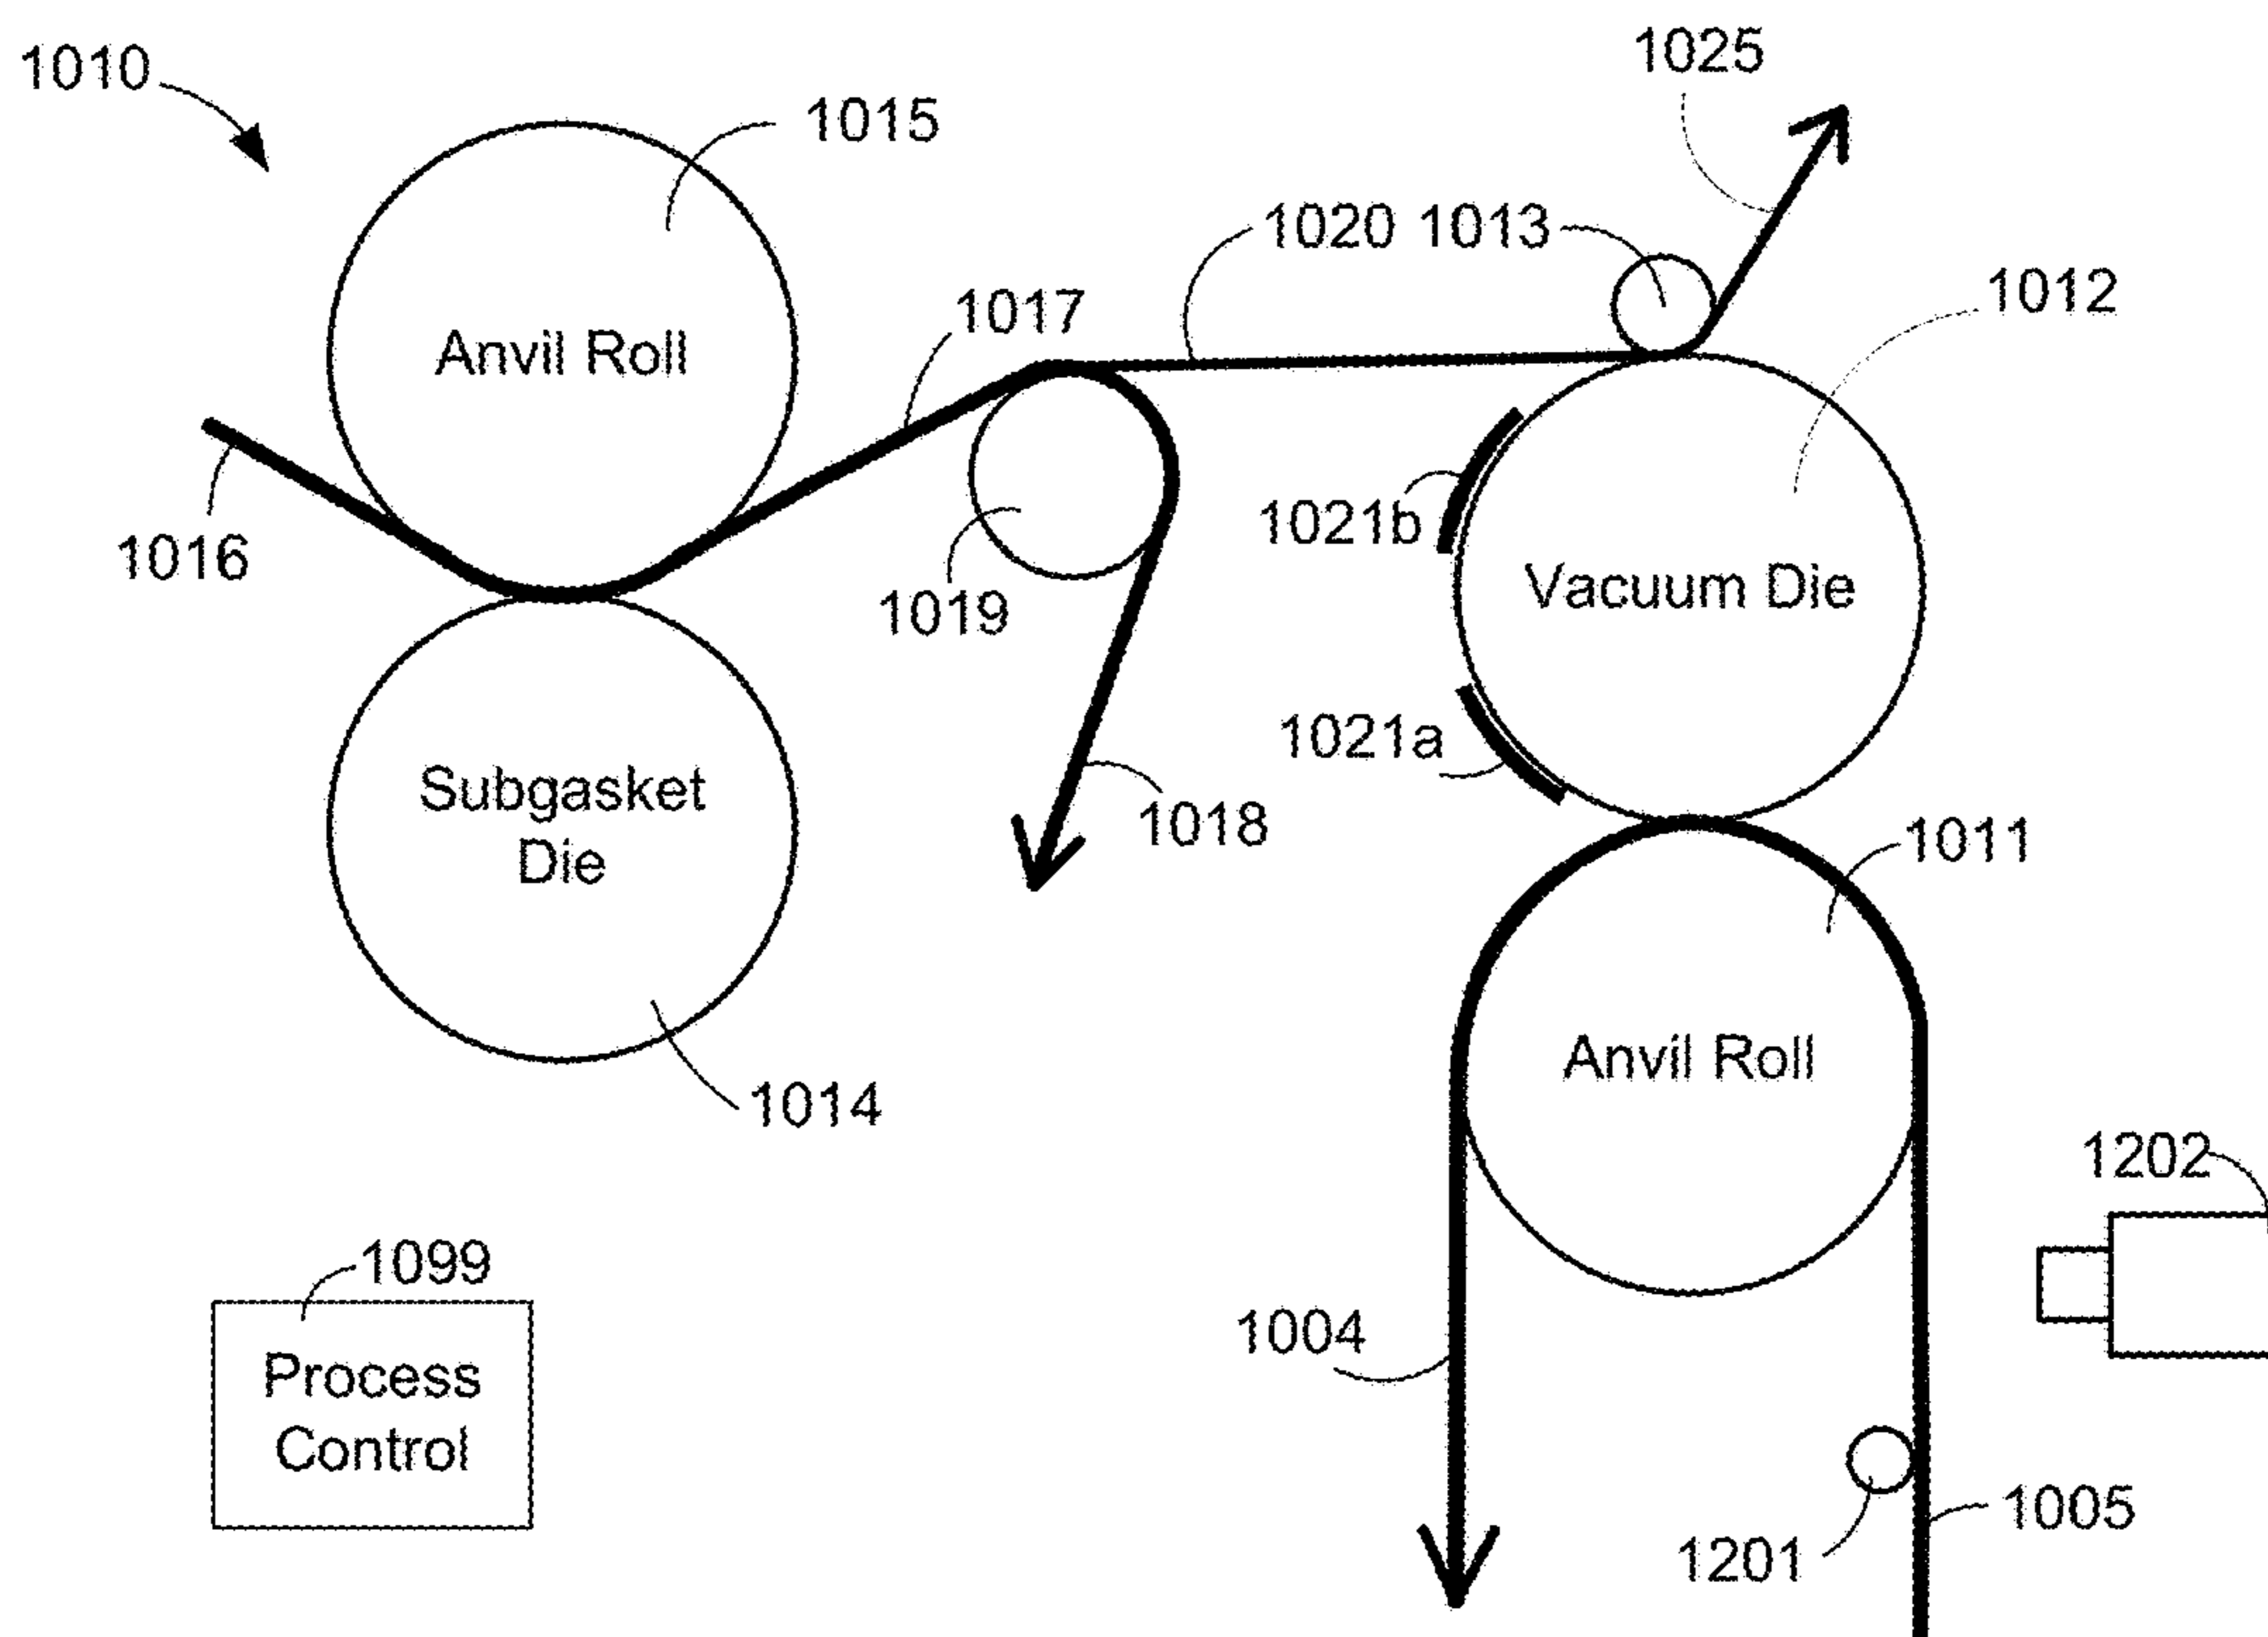 1010
1025
1015
1020 1013
1012
1017
Anvil Roll
1021b
1016
Vacuum Die
1019
1021a
Subgasket
Die
1018
1011
Anvil Roll
1014
1202
1099
1004
Process
Control
1005
1201